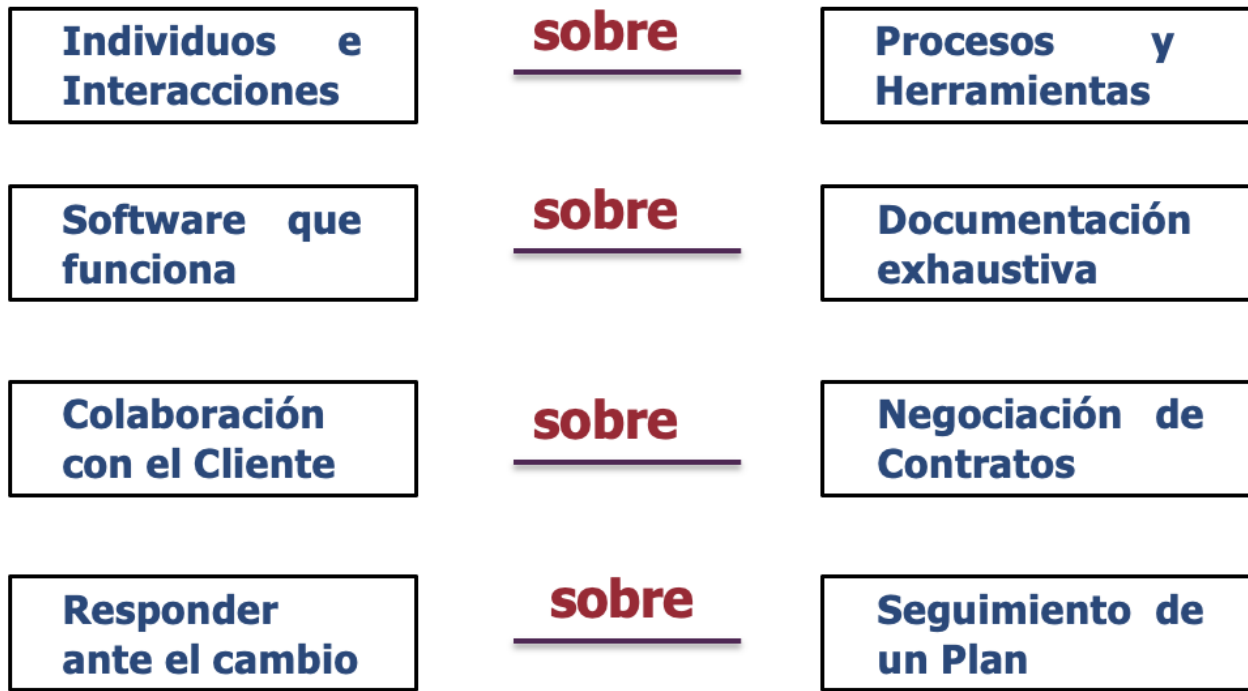 Individuos e
Interacciones
sobre
Procesos y
Herramientas
Software que
funciona
sobre
Documentación
exhaustiva
Colaboración
con el Cliente
sobre
Negociación de
Contratos
Responder
ante el cambio
sobre
Seguimiento de
un Plan